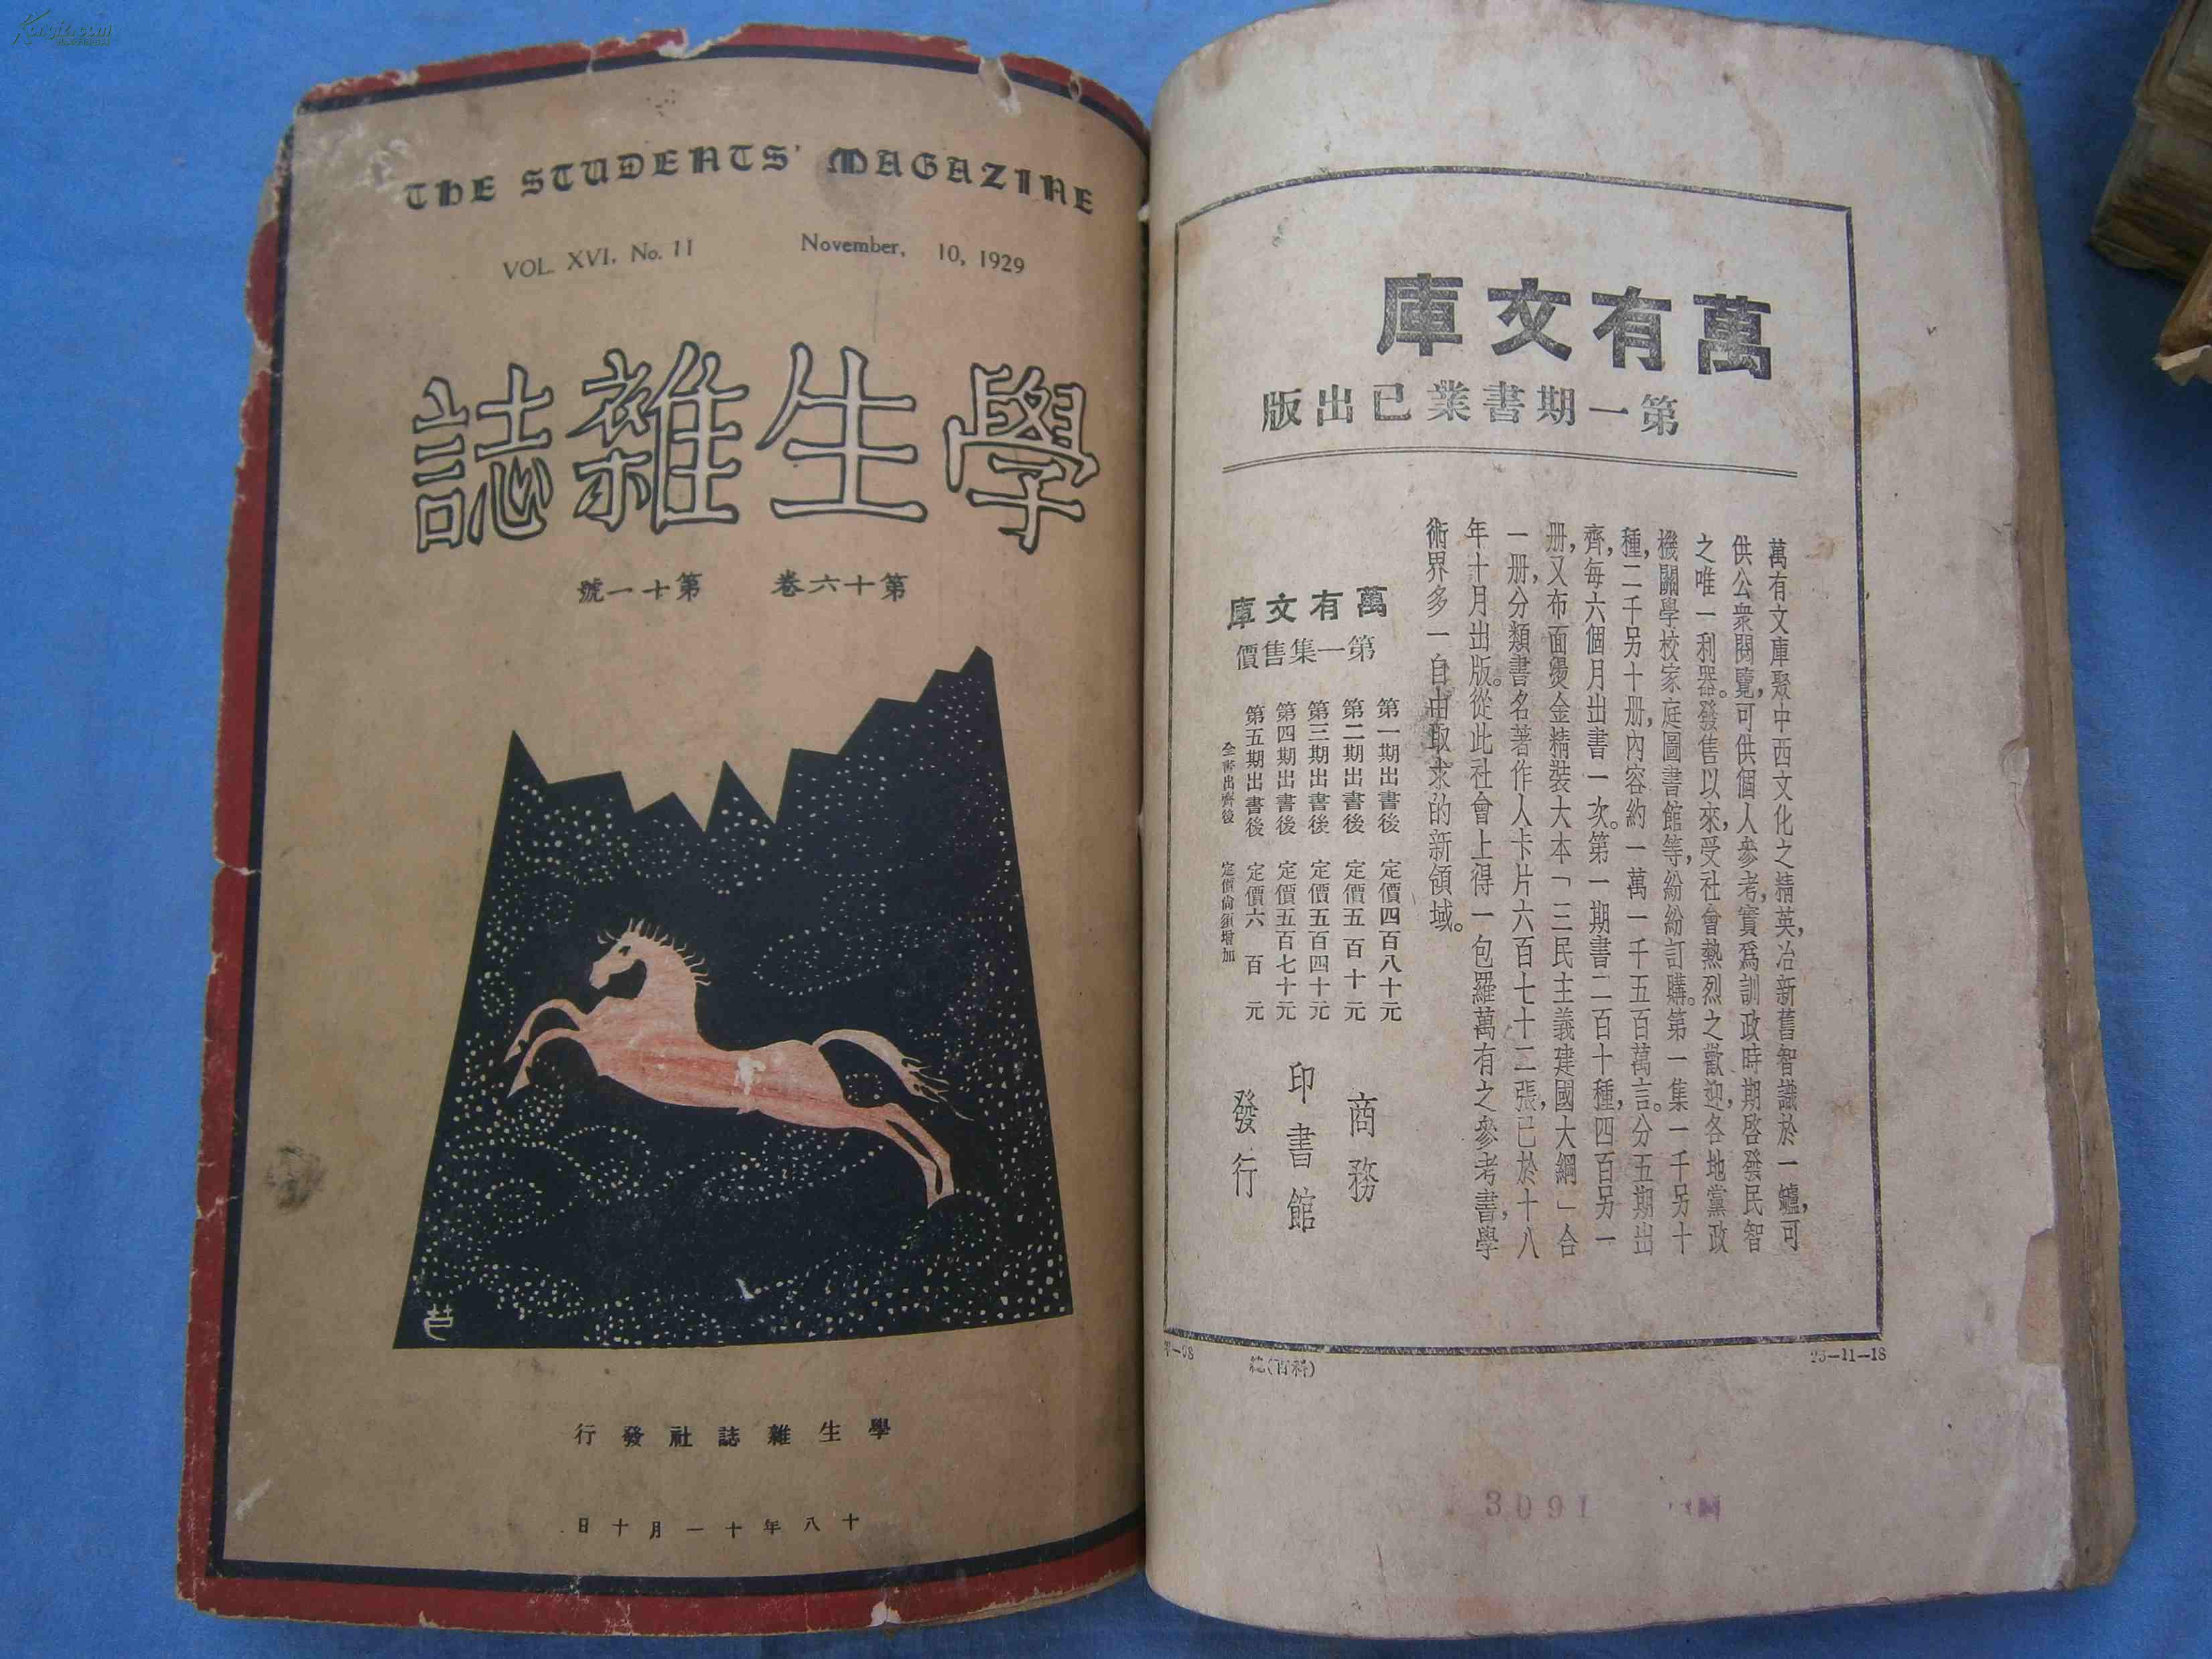 Kongfz.com
THE STUDENTS' MAGAZINE
VOL. XVI, No. 11 November, 10, 1929
學生雜誌
第十六卷 第十一號
芑
學生雜誌社發行
十八年十一月十日
萬有文庫
第一期書業已出版
萬有文庫聚中西文化之精英,冶新舊智識於一爐,可
供公衆閱覽,可供個人參考,實爲訓政時期啓發民智
之唯一利器。發售以來,受社會熱烈之歡迎,各地黨政
機關學校家庭圖書館等,紛紛訂購。第一集一千另十
種,二千另十册,內容約一萬一千五百萬言。分五期出
齊,每六個月出書一次。第一期書二百十種,四百另一
册,又布面燙金精裝大本「三民主義建國大綱」合
一册,分類書名著作人卡片六百七十二張,已於十八
年十月出版。從此社會上得一包羅萬有之參考書,學
術界多一自由取求的新領域。
萬有文庫
第一集售價
第一期出書後 定價四百八十元
第二期出書後 定價五百十元
第三期出書後 定價五百四十元
第四期出書後 定價五百七十元
第五期出書後 定價六百元
全書出齊後 定價尙須增加
商務
印書館
發行
(百科)
-11-18
3091